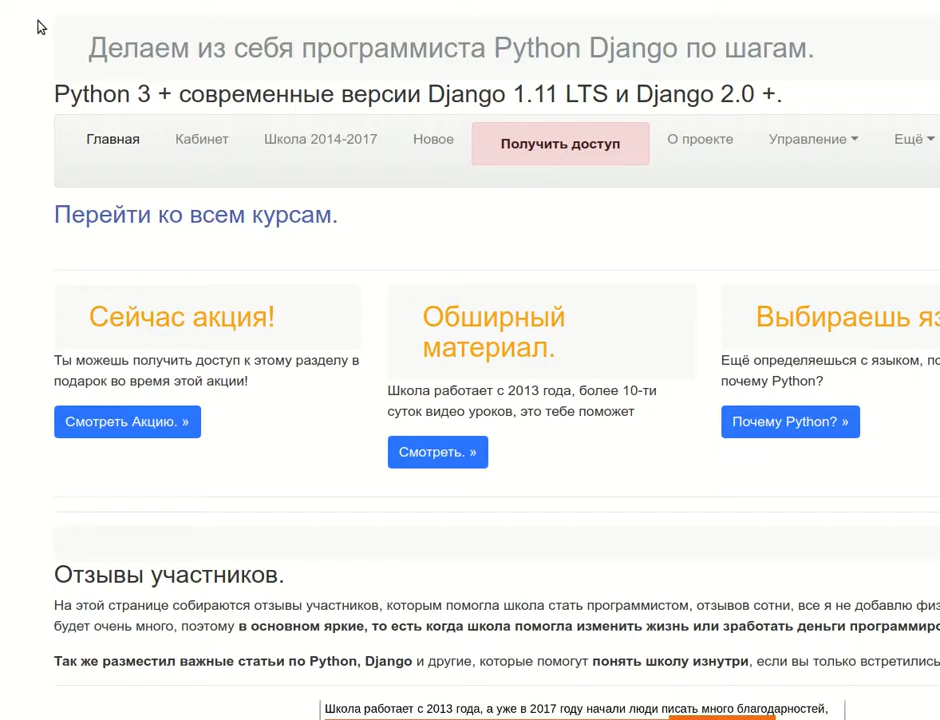 Делаем из себя программиста Python Django по шагам.
Python 3 + современные версии Django 1.11 LTS и Django 2.0 +.
Главная Кабинет Школа 2014-2017 Новое Получить доступ О проекте Управление Ещё
Перейти ко всем курсам.
Сейчас акция!
Ты можешь получить доступ к этому разделу в
подарок во время этой акции!
Смотреть Акцию. »
Обширный
материал.
Школа работает с 2013 года, более 10-ти
суток видео уроков, это тебе поможет
Смотреть. »
Выбираешь
Ещё определяешься с языком,
почему Python?
Почему Python? »
Отзывы участников.
На этой странице собираются отзывы участников, которым помогла школа стать программистом, отзывов сотни, все я не добавлю
будет очень много, поэтому в основном яркие, то есть когда школа помогла изменить жизнь или зработать деньги
Так же разместил важные статьи по Python, Django и другие, которые помогут понять школу изнутри, если вы только встретились
Школа работает с 2013 года, а уже в 2017 году начали люди писать много благодарностей,